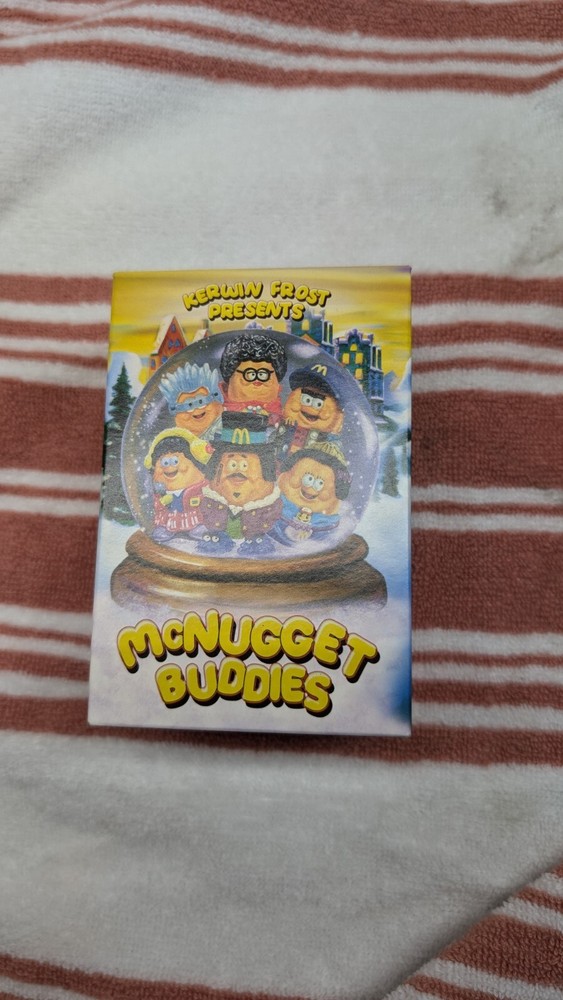 KERWIN FROST
PRESENTS
McNUGGET
BUDDIES